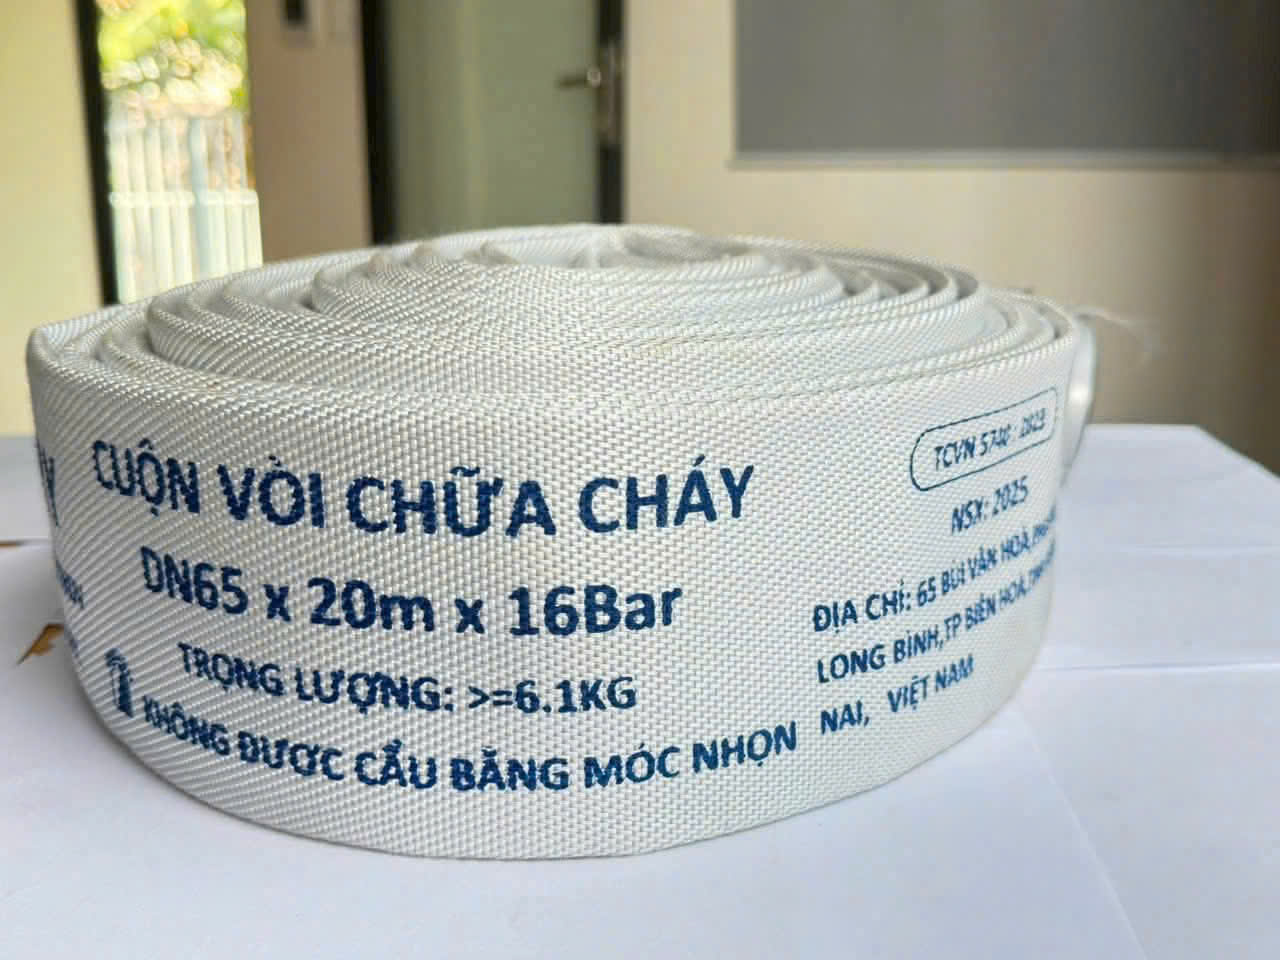 CUỘN VÒI CHỮA CHÁY
DN65 x 20m x 16Bar
TRỌNG LƯỢNG: >=6.1KG
KHÔNG ĐƯỢC CẨU BẰNG MÓC NHỌN
TCVN 5740 : 2023
NSX: 2025
ĐỊA CHỈ: 65 BÙI VĂN HOÀ,
LONG BÌNH,TP BIÊN HOÀ,
NAI, VIỆT NAM